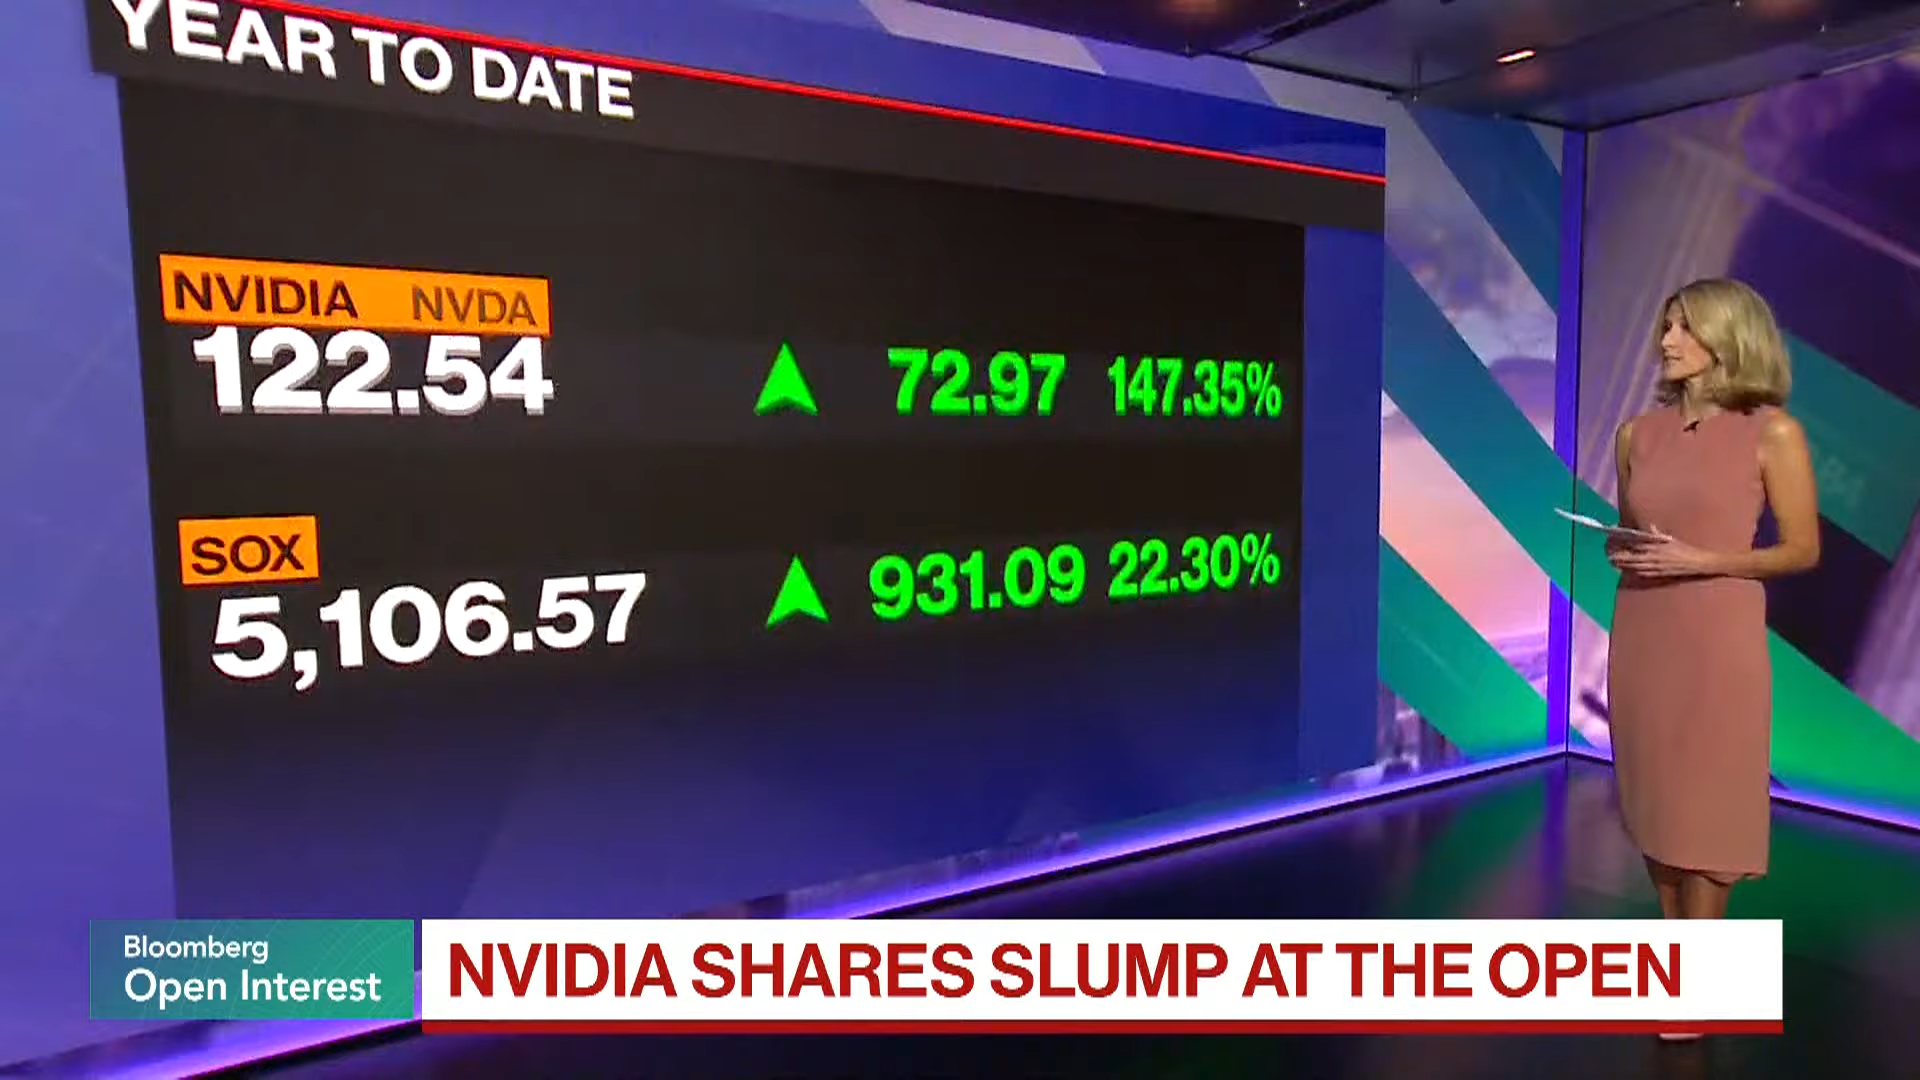 YEAR TO DATE
NVIDIA NVDA
122.54 72.97 147.35%
SOX
5,106.57 931.09 22.30%
Bloomberg
Open Interest
NVIDIA SHARES SLUMP AT THE OPEN